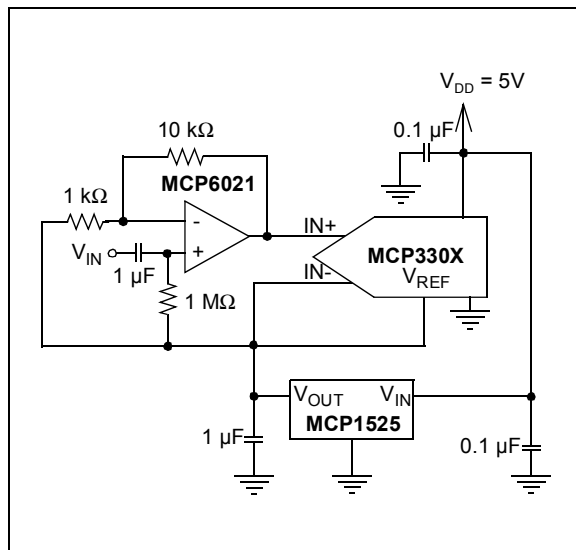 V_DD = 5V
10 kΩ
0.1 µF
MCP6021
1 kΩ
-
IN+
V_IN
+
MCP330X
1 µF
IN-
V_REF
1 MΩ
V_OUT V_IN
MCP1525
1 µF
0.1 µF